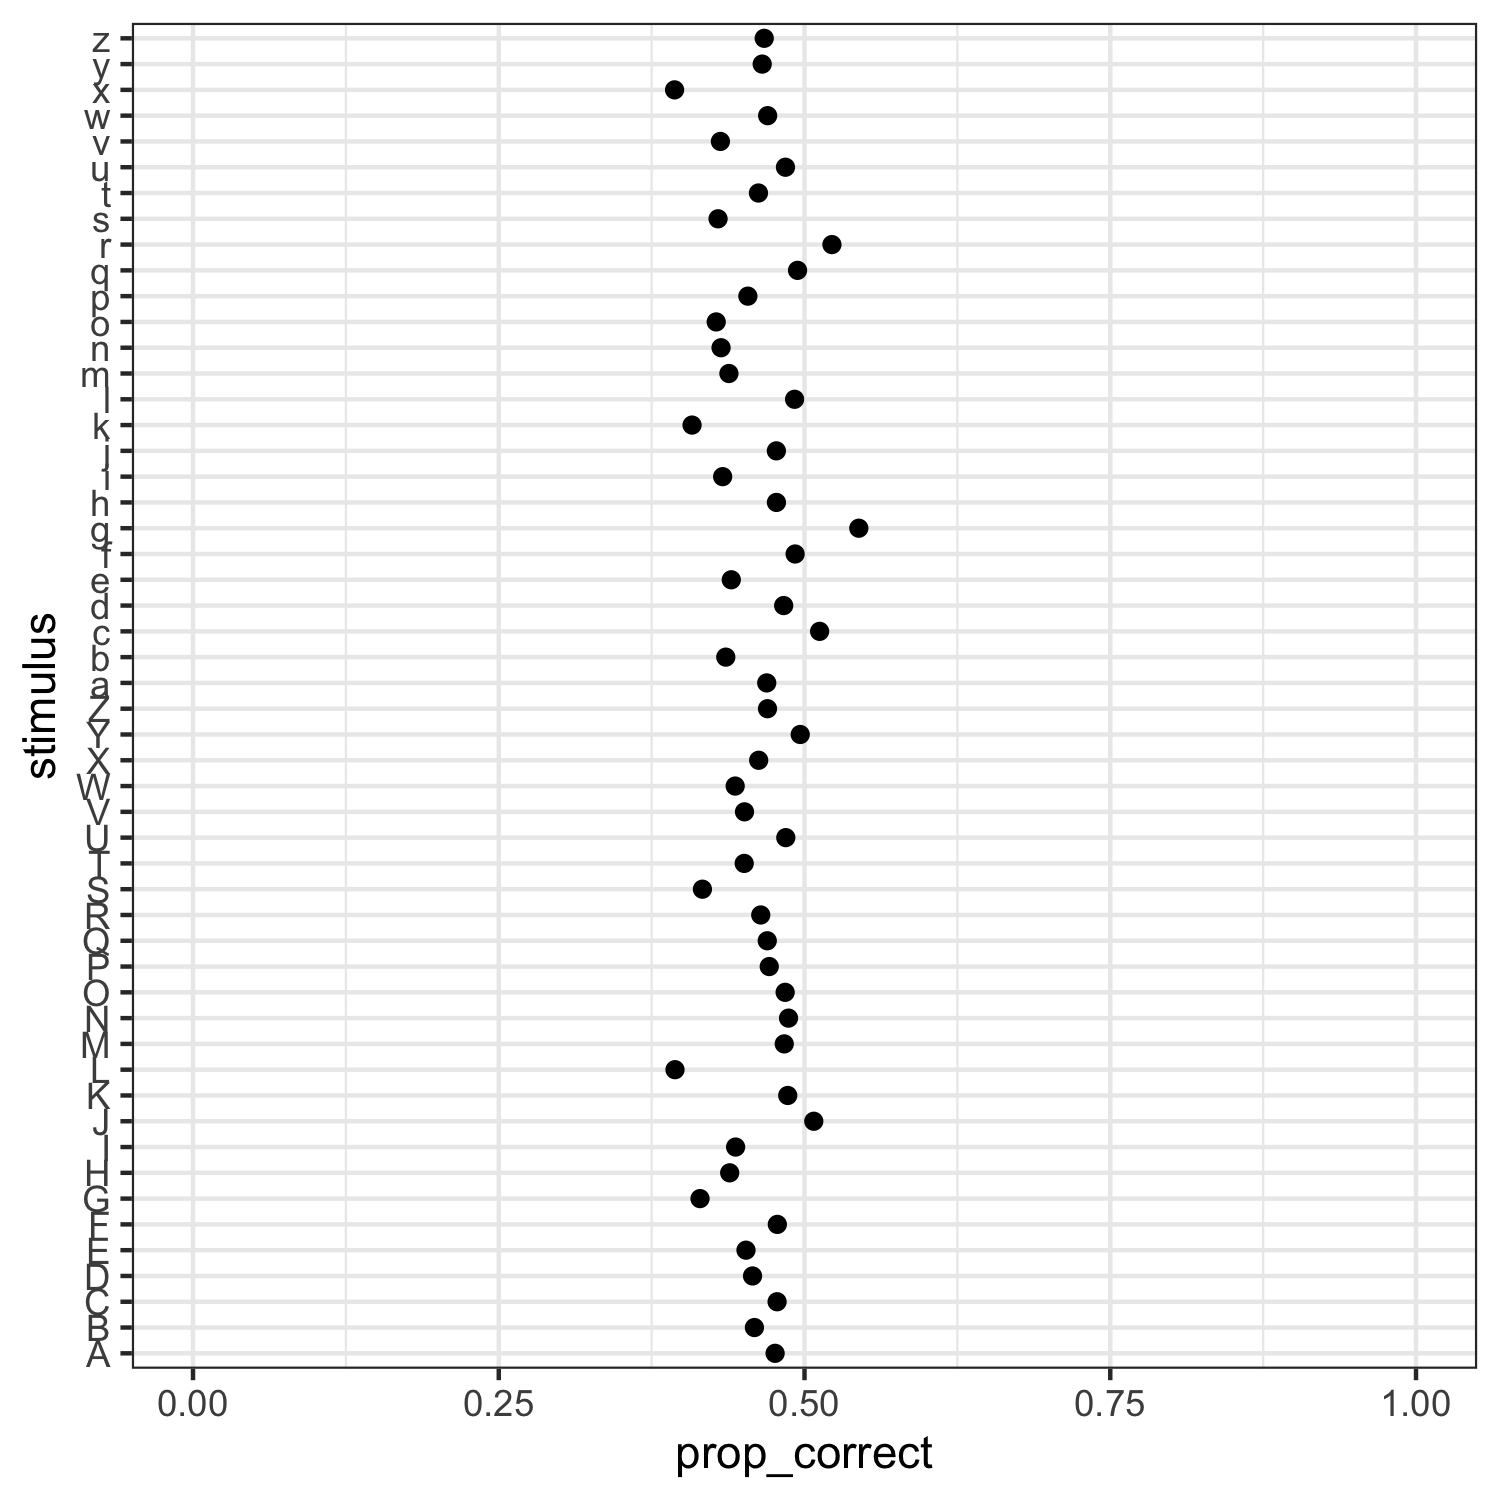 z
y
x
w
v
u
t
s
r
q
p
o
n
m
l
k
j
i
h
g
f
e
d
c
b
a
Z
Y
X
W
V
U
T
S
R
Q
P
O
N
M
L
K
J
I
H
G
F
E
D
C
B
A
stimulus
0.00 0.25 0.50 0.75 1.00
prop_correct